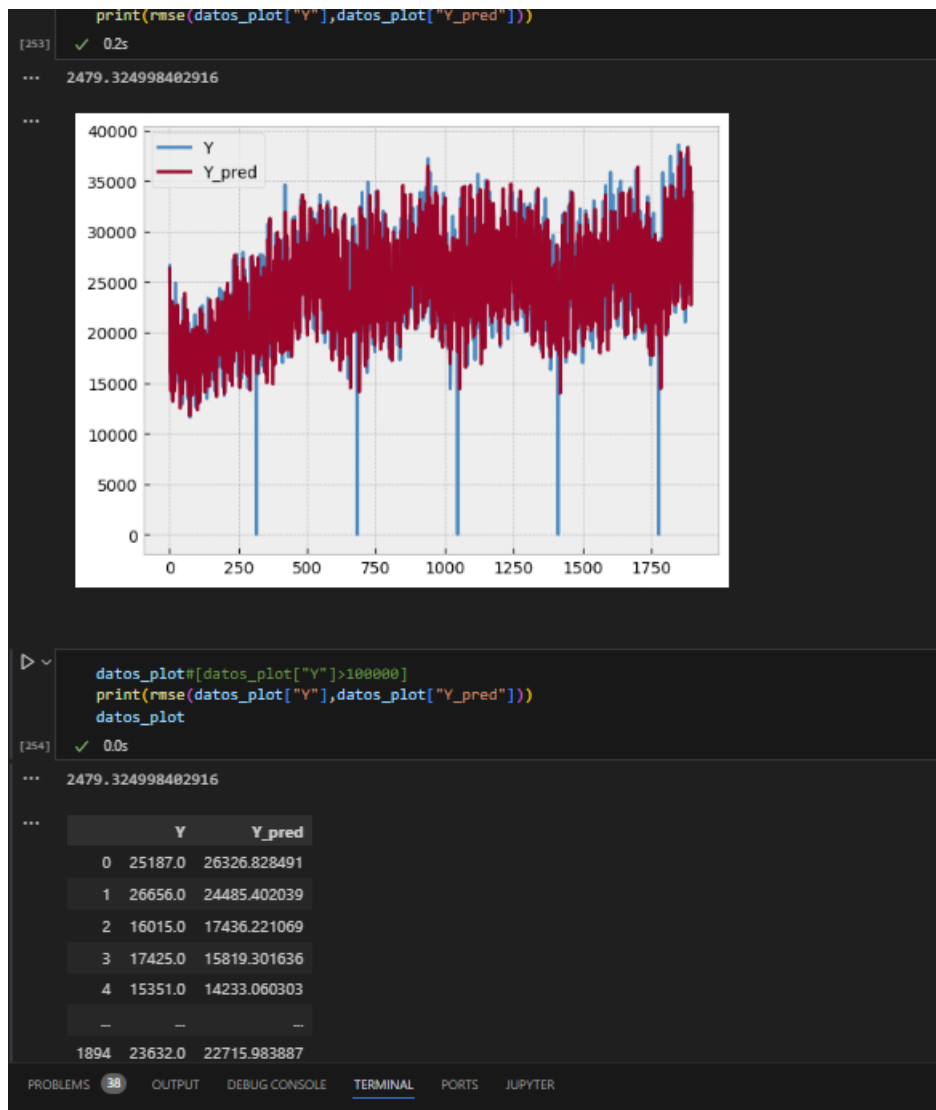 print(rmse(datos_plot["Y"],datos_plot["Y_pred"]))
[253] ✓ 0.2s
... 2479.324998402916
...
40000
35000
30000
25000
20000
15000
10000
5000
0
Y
Y_pred
0 250 500 750 1000 1250 1500 1750
datos_plot#[datos_plot["Y"]>100000]
print(rmse(datos_plot["Y"],datos_plot["Y_pred"]))
datos_plot
[254] ✓ 0.0s
... 2479.324998402916
...
Y Y_pred
0 25187.0 26326.828491
1 26656.0 24485.402039
2 16015.0 17436.221069
3 17425.0 15819.301636
4 15351.0 14233.060303
... ... ...
1894 23632.0 22715.983887
PROBLEMS 38 OUTPUT DEBUG CONSOLE TERMINAL PORTS JUPYTER